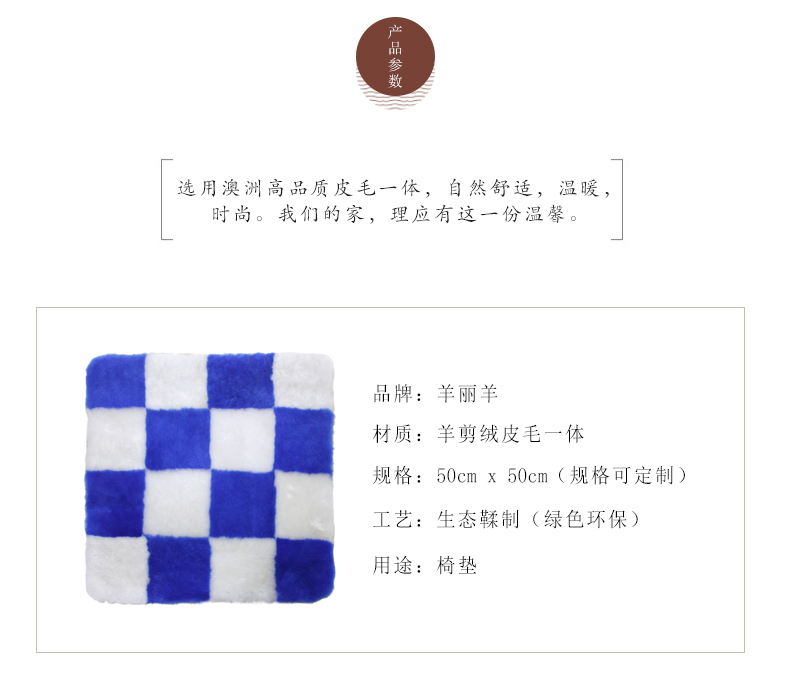 产品参数
选用澳洲高品质皮毛一体，自然舒适，温暖，
时尚。我们的家，理应有这一份温馨。
品牌：羊丽羊
材质：羊剪绒皮毛一体
规格：50cm x 50cm（规格可定制）
工艺：生态鞣制（绿色环保）
用途：椅垫